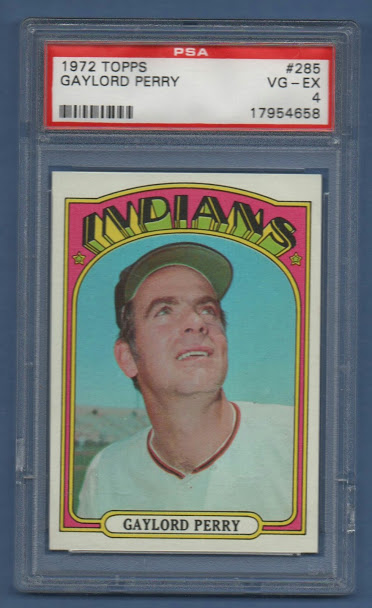 PSA
1972 TOPPS #285
GAYLORD PERRY VG-EX
4
17954658
INDIANS
GAYLORD PERRY